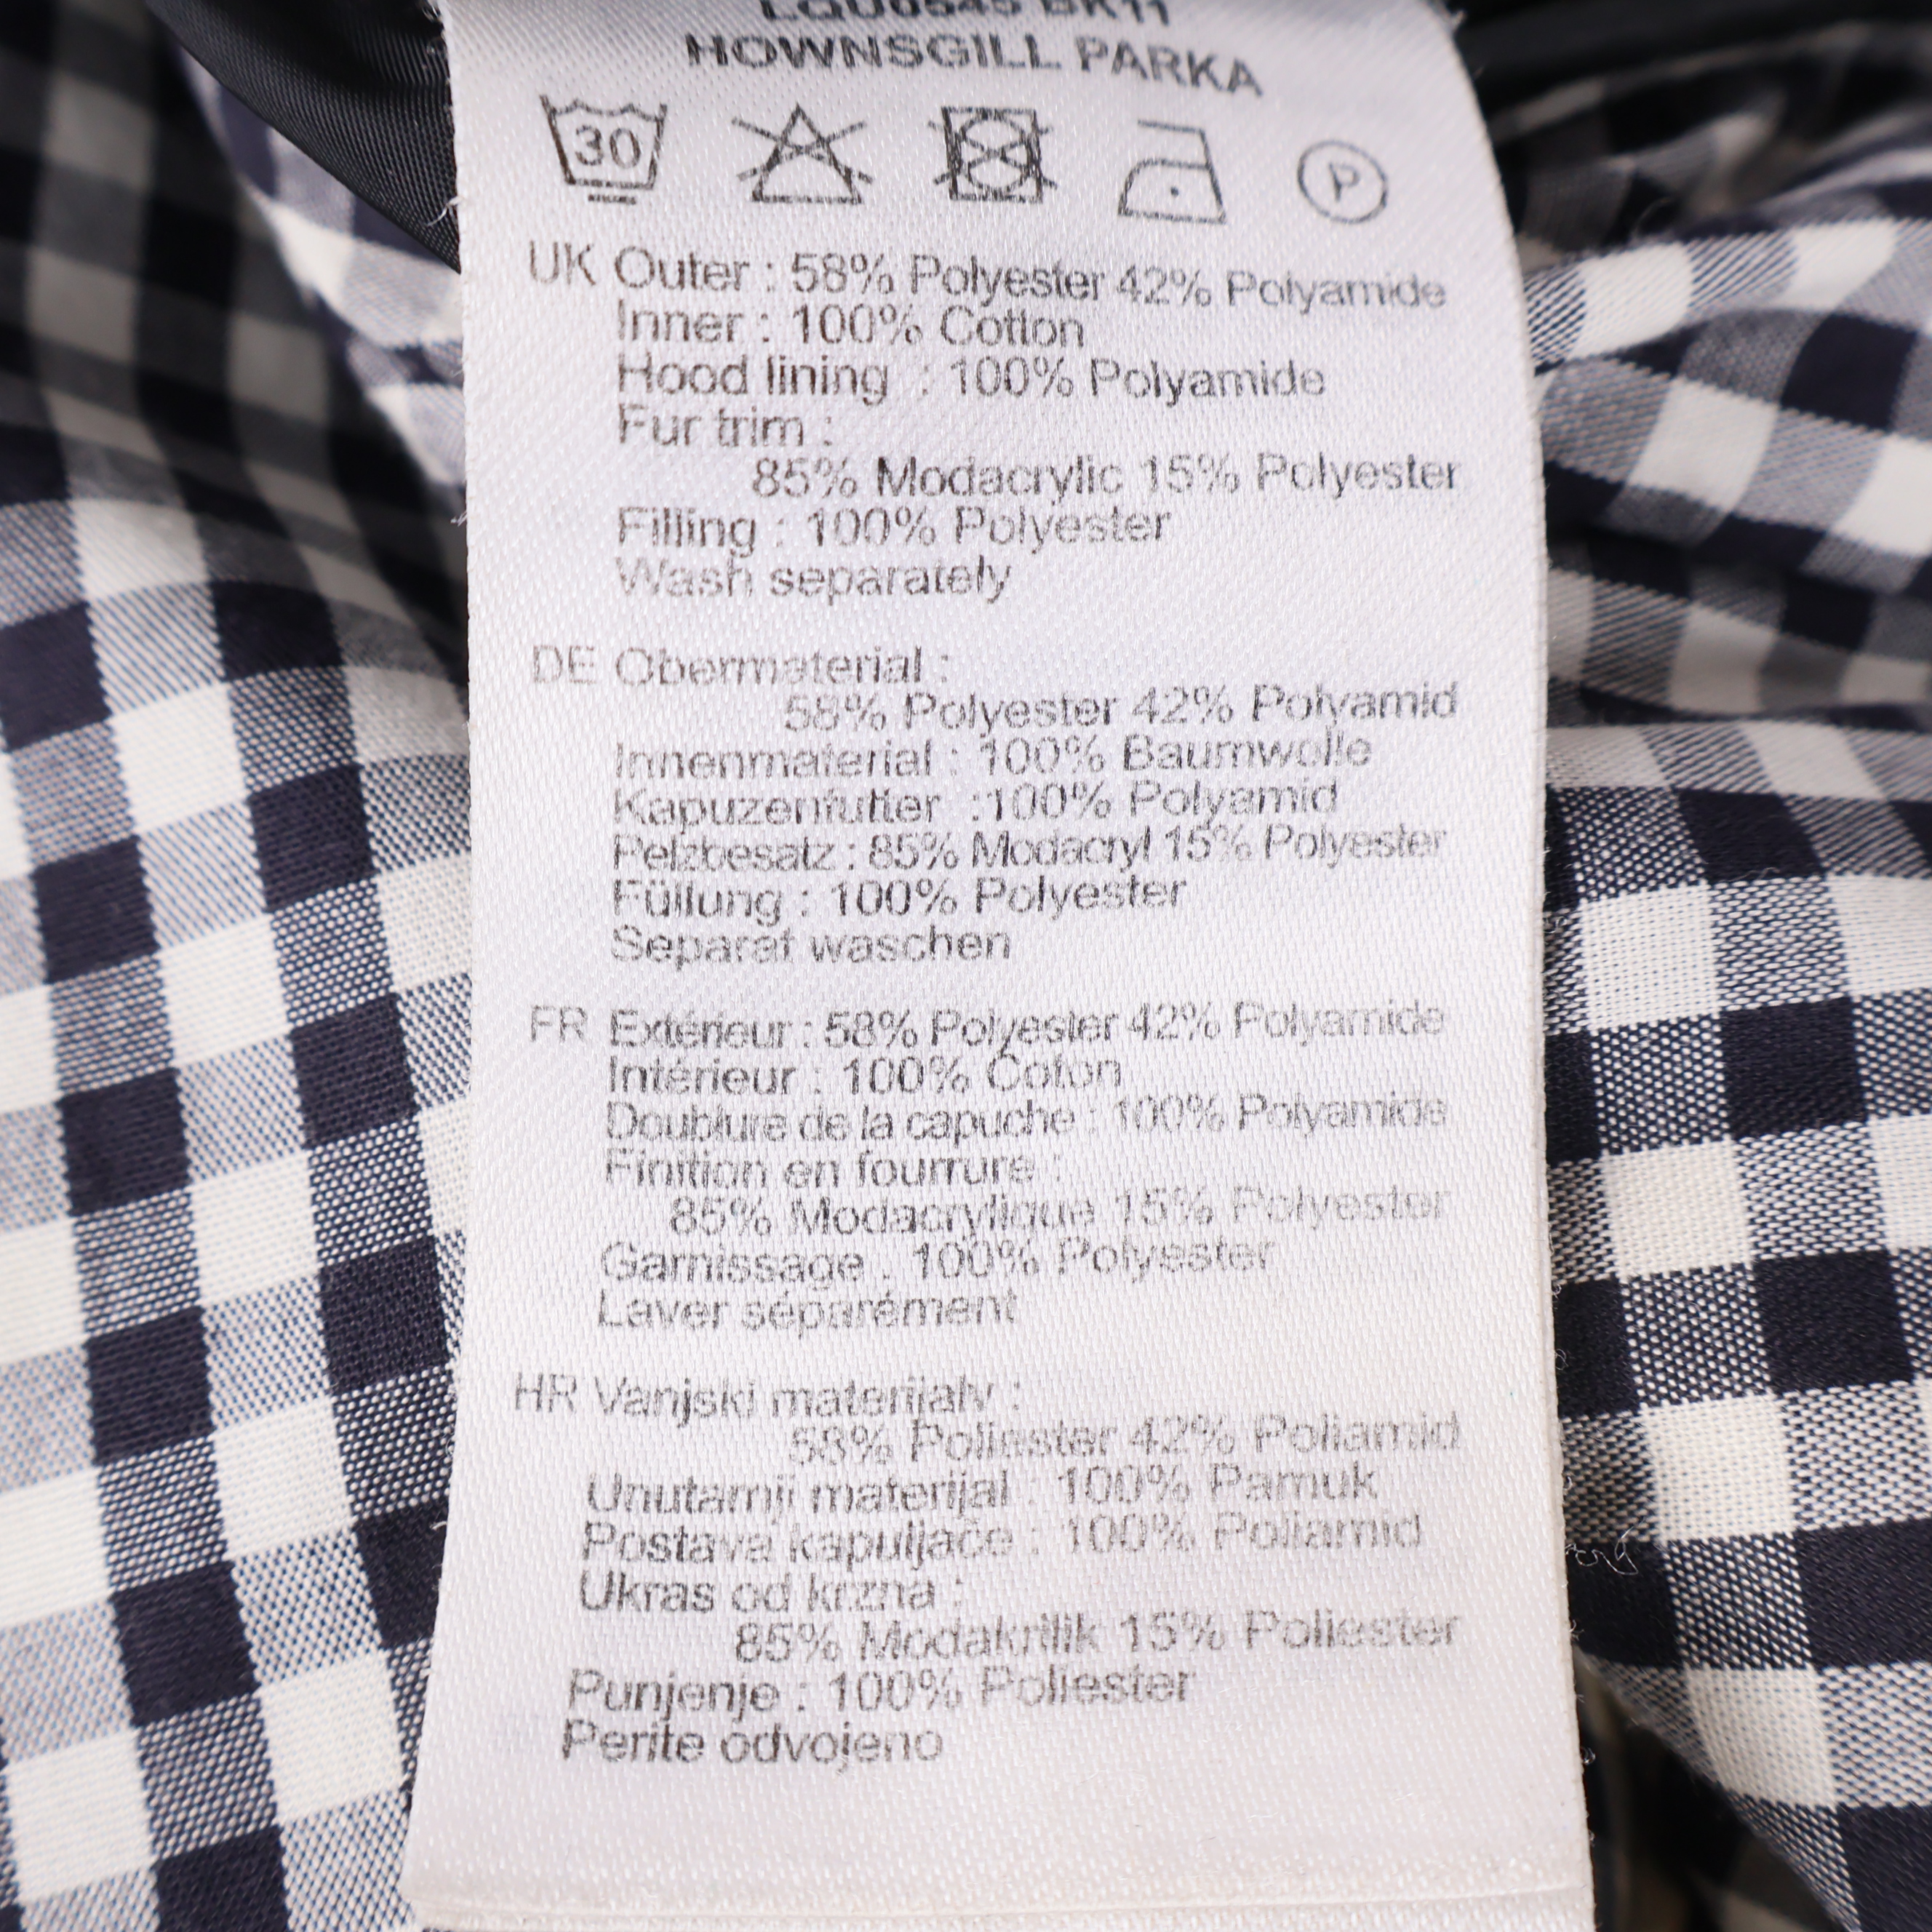 LQU0545 BK11
HOWNSGILL PARKA
30 P
UK Outer : 58% Polyester 42% Polyamide
Inner : 100% Cotton
Hood lining : 100% Polyamide
Fur trim :
85% Modacrylic 15% Polyester
Filling : 100% Polyester
Wash separately
DE Obermaterial :
58% Polyester 42% Polyamid
Innenmaterial : 100% Baumwolle
Kapuzenfutter :100% Polyamid
Pelzbesatz : 85% Modacryl 15% Polyester
Füllung : 100% Polyester
Separat waschen
FR Extérieur : 58% Polyester 42% Polyamide
Intérieur : 100% Coton
Doublure de la capuche : 100% Polyamide
Finition en fourrure :
85% Modacrylique 15% Polyester
Garnissage : 100% Polyester
Laver séparément
HR Vanjski materijalv :
58% Poliester 42% Poliamid
Unutarnji materijal : 100% Pamuk
Postava kapuljače : 100% Poliamid
Ukras od krzna :
85% Modakrilik 15% Poliester
Punjenje : 100% Poliester
Perite odvojeno